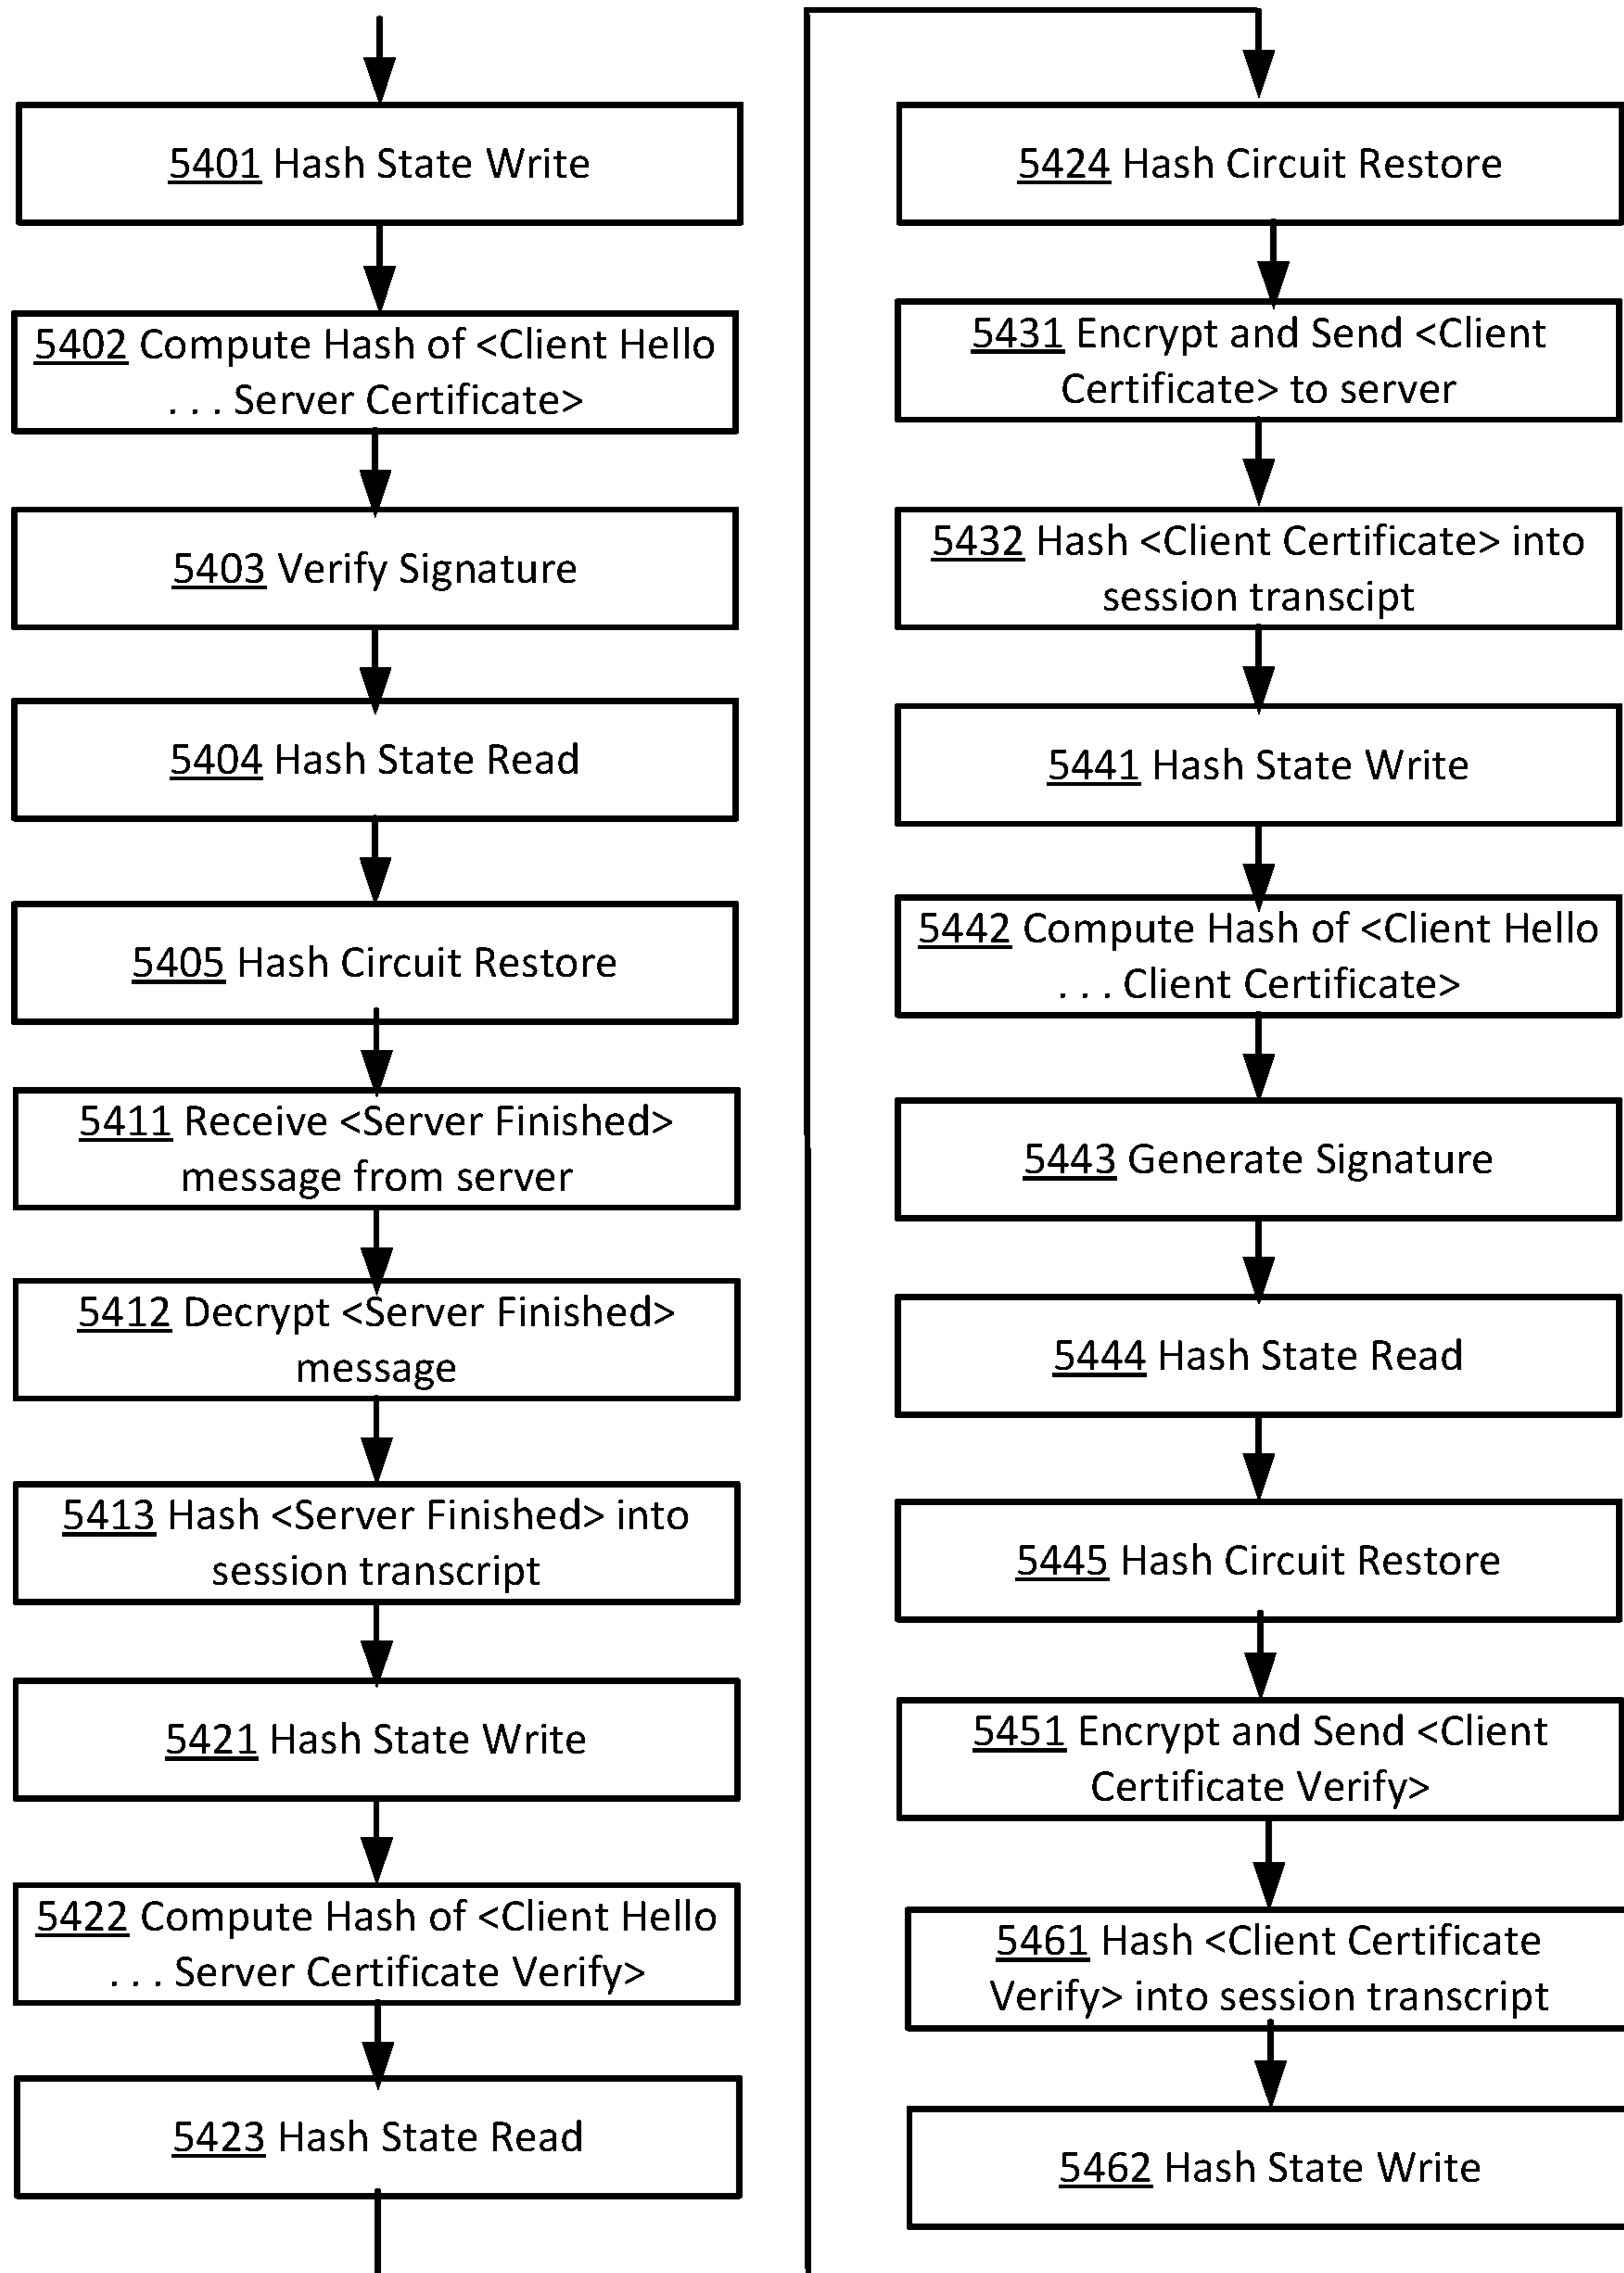 5401 Hash State Write
5402 Compute Hash of <Client Hello
. . . Server Certificate>
5403 Verify Signature
5404 Hash State Read
5405 Hash Circuit Restore
5411 Receive <Server Finished>
message from server
5412 Decrypt <Server Finished>
message
5413 Hash <Server Finished> into
session transcript
5421 Hash State Write
5422 Compute Hash of <Client Hello
. . . Server Certificate Verify>
5423 Hash State Read
5424 Hash Circuit Restore
5431 Encrypt and Send <Client
Certificate> to server
5432 Hash <Client Certificate> into
session transcipt
5441 Hash State Write
5442 Compute Hash of <Client Hello
. . . Client Certificate>
5443 Generate Signature
5444 Hash State Read
5445 Hash Circuit Restore
5451 Encrypt and Send <Client
Certificate Verify>
5461 Hash <Client Certificate
Verify> into session transcript
5462 Hash State Write